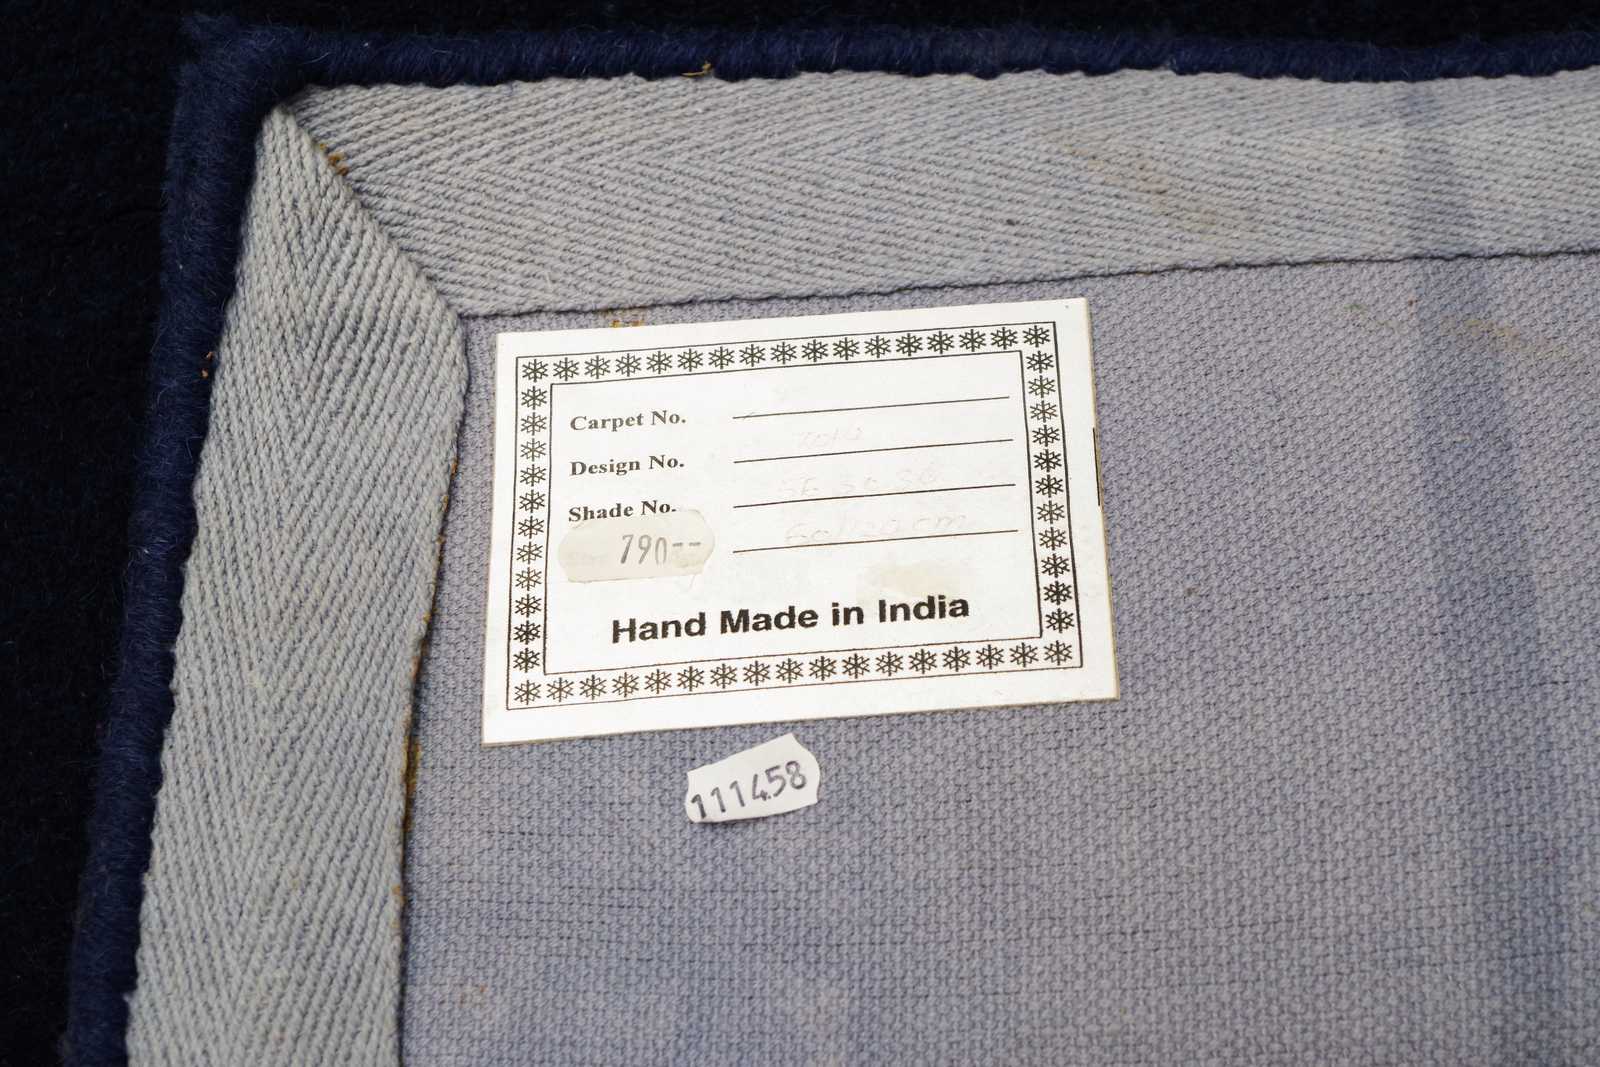 Carpet No.
Design No.
Shade No.
790--
Hand Made in India
111458